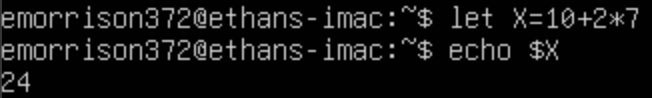 emorrison372@ethans-imac:~$ let X=10+2*7
emorrison372@ethans-imac:~$ echo $X
24